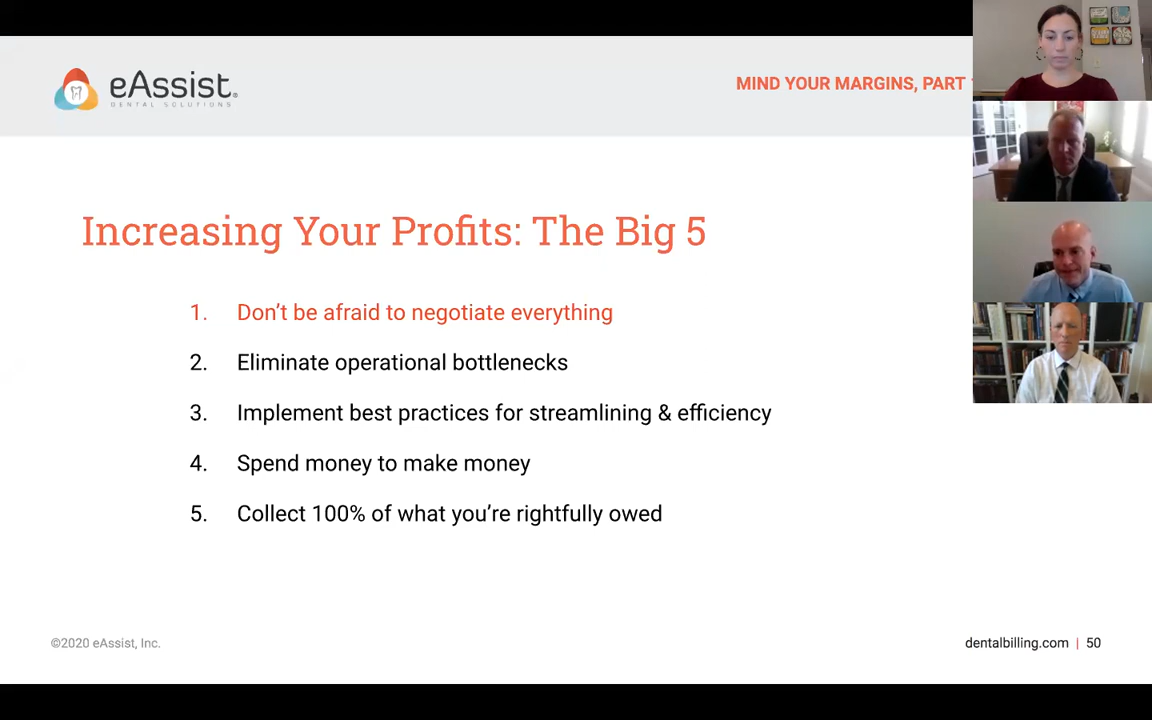 eAssist®
DENTAL SOLUTIONS
MIND YOUR MARGINS, PART
Increasing Your Profits: The Big 5
1. Don’t be afraid to negotiate everything
2. Eliminate operational bottlenecks
3. Implement best practices for streamlining & efficiency
4. Spend money to make money
5. Collect 100% of what you’re rightfully owed
©2020 eAssist, Inc.
dentalbilling.com | 50